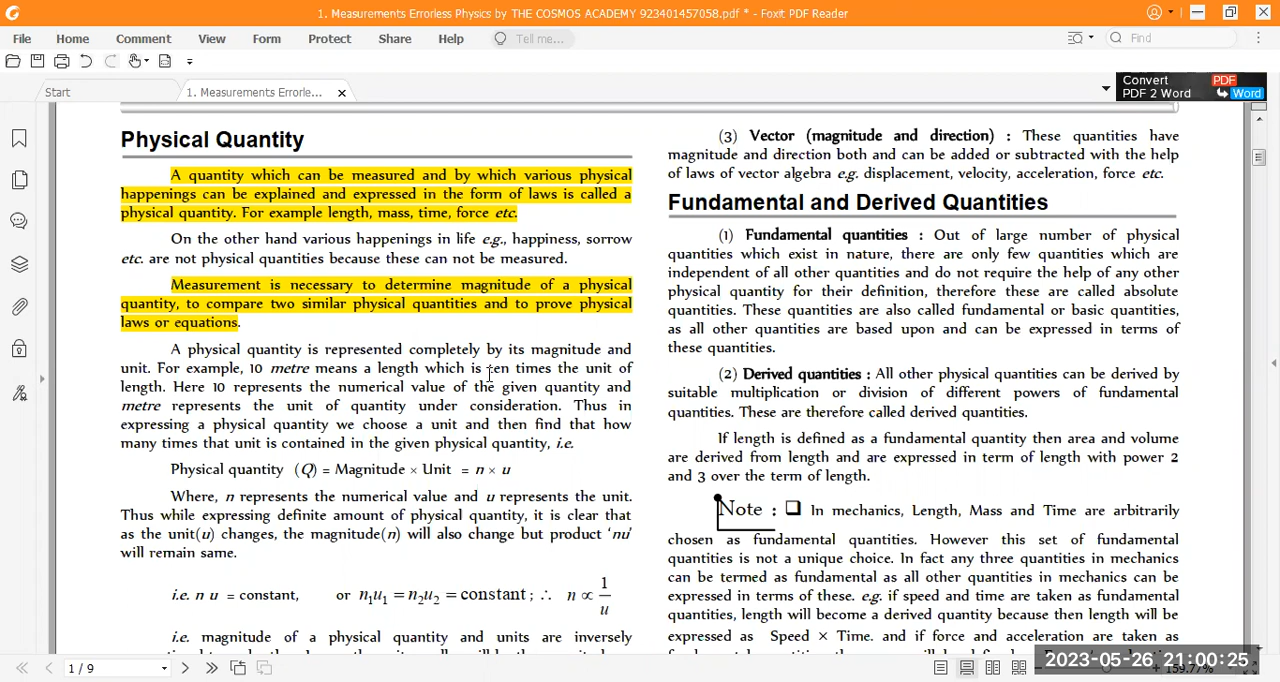 1. Measurements Errorless Physics by THE COSMOS ACADEMY 923401457058.pdf * - Foxit PDF Reader
File Home Comment View Form Protect Share Help Tell me... Find
Start 1. Measurements Errorle...
Convert PDF
PDF 2 Word Word
Physical Quantity
A quantity which can be measured and by which various physical
happenings can be explained and expressed in the form of laws is called a
physical quantity. For example length, mass, time, force etc.
On the other hand various happenings in life e.g., happiness, sorrow
etc. are not physical quantities because these can not be measured.
Measurement is necessary to determine magnitude of a physical
quantity, to compare two similar physical quantities and to prove physical
laws or equations.
A physical quantity is represented completely by its magnitude and
unit. For example, 10 metre means a length which is ten times the unit of
length. Here 10 represents the numerical value of the given quantity and
metre represents the unit of quantity under consideration. Thus in
expressing a physical quantity we choose a unit and then find that how
many times that unit is contained in the given physical quantity, i.e.
Physical quantity (Q) = Magnitude × Unit = n × u
Where, n represents the numerical value and u represents the unit.
Thus while expressing definite amount of physical quantity, it is clear that
as the unit(u) changes, the magnitude(n) will also change but product ‘nu’
will remain same.
i.e. n u = constant, or n₁u₁ = n₂u₂ = constant ; ∴ n ∝ 1/u
i.e. magnitude of a physical quantity and units are inversely
(3) Vector (magnitude and direction) : These quantities have
magnitude and direction both and can be added or subtracted with the help
of laws of vector algebra e.g. displacement, velocity, acceleration, force etc.
Fundamental and Derived Quantities
(1) Fundamental quantities : Out of large number of physical
quantities which exist in nature, there are only few quantities which are
independent of all other quantities and do not require the help of any other
physical quantity for their definition, therefore these are called absolute
quantities. These quantities are also called fundamental or basic quantities,
as all other quantities are based upon and can be expressed in terms of
these quantities.
(2) Derived quantities : All other physical quantities can be derived by
suitable multiplication or division of different powers of fundamental
quantities. These are therefore called derived quantities.
If length is defined as a fundamental quantity then area and volume
are derived from length and are expressed in term of length with power 2
and 3 over the term of length.
Note : ❑ In mechanics, Length, Mass and Time are arbitrarily
chosen as fundamental quantities. However this set of fundamental
quantities is not a unique choice. In fact any three quantities in mechanics
can be termed as fundamental as all other quantities in mechanics can be
expressed in terms of these. e.g. if speed and time are taken as fundamental
quantities, length will become a derived quantity because then length will be
expressed as Speed × Time. and if force and acceleration are taken as
1 / 9
2023-05-26 21:00:25
159.77%